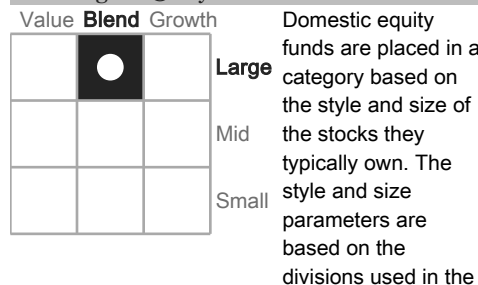 Value Blend Growth
Large
Mid
Small
Domestic equity
funds are placed in a
category based on
the style and size of
the stocks they
typically own. The
style and size
parameters are
based on the
divisions used in the